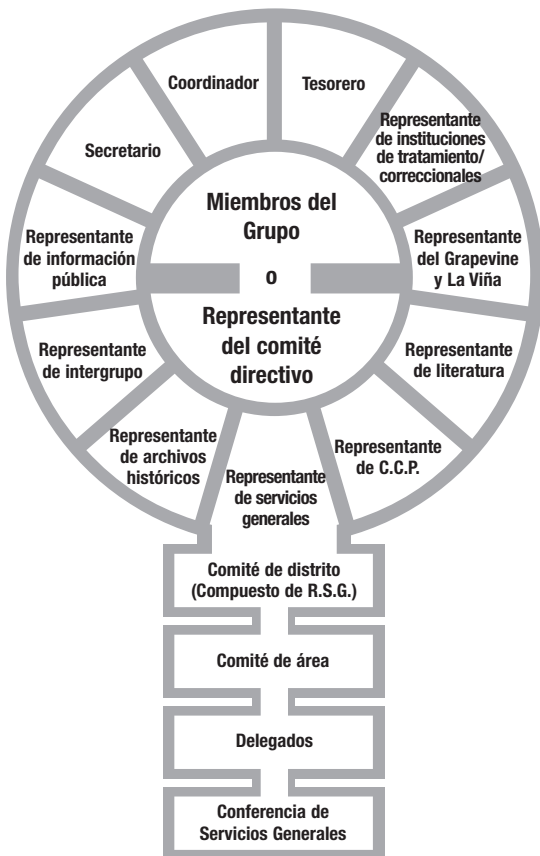 Coordinador
Tesorero
Secretario
Representante
de instituciones
de tratamiento/
correccionales
Representante
de información
pública
Miembros del
Grupo
o
Representante
del comité
directivo
Representante
del Grapevine
y La Viña
Representante
de intergrupo
Representante
de literatura
Representante
de archivos
históricos
Representante
de servicios
generales
Representante
de C.C.P.
Comité de distrito
(Compuesto de R.S.G.)
Comité de área
Delegados
Conferencia de
Servicios Generales